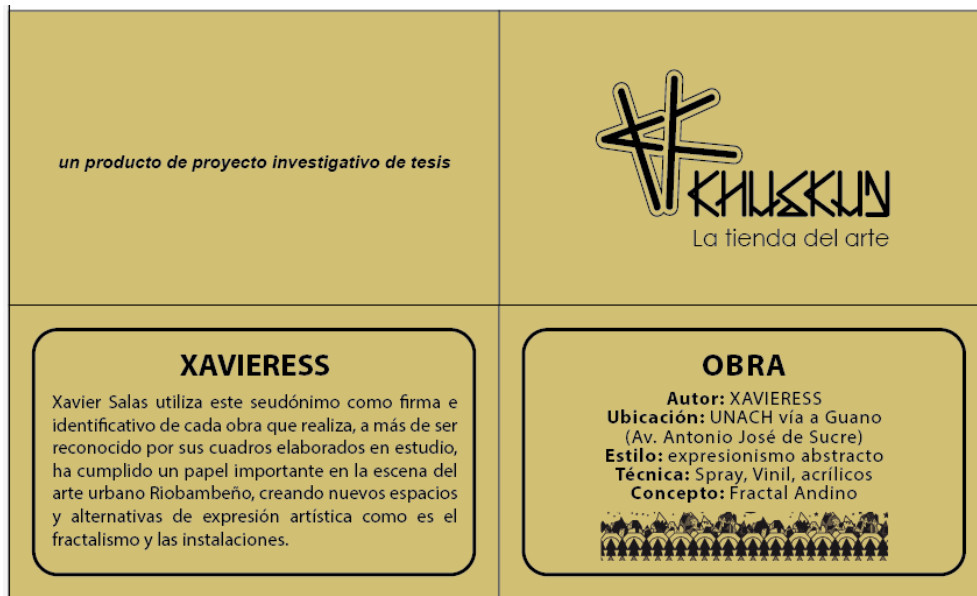 un producto de proyecto investigativo de tesis
KHUSKUY
La tienda del arte
XAVIERESS
Xavier Salas utiliza este seudónimo como firma e
identificativo de cada obra que realiza, a más de ser
reconocido por sus cuadros elaborados en estudio,
ha cumplido un papel importante en la escena del
arte urbano Riobambeño, creando nuevos espacios
y alternativas de expresión artística como es el
fractalismo y las instalaciones.
OBRA
Autor: XAVIERESS
Ubicación: UNACH vía a Guano
(Av. Antonio José de Sucre)
Estilo: expresionismo abstracto
Técnica: Spray, Vinil, acrílicos
Concepto: Fractal Andino